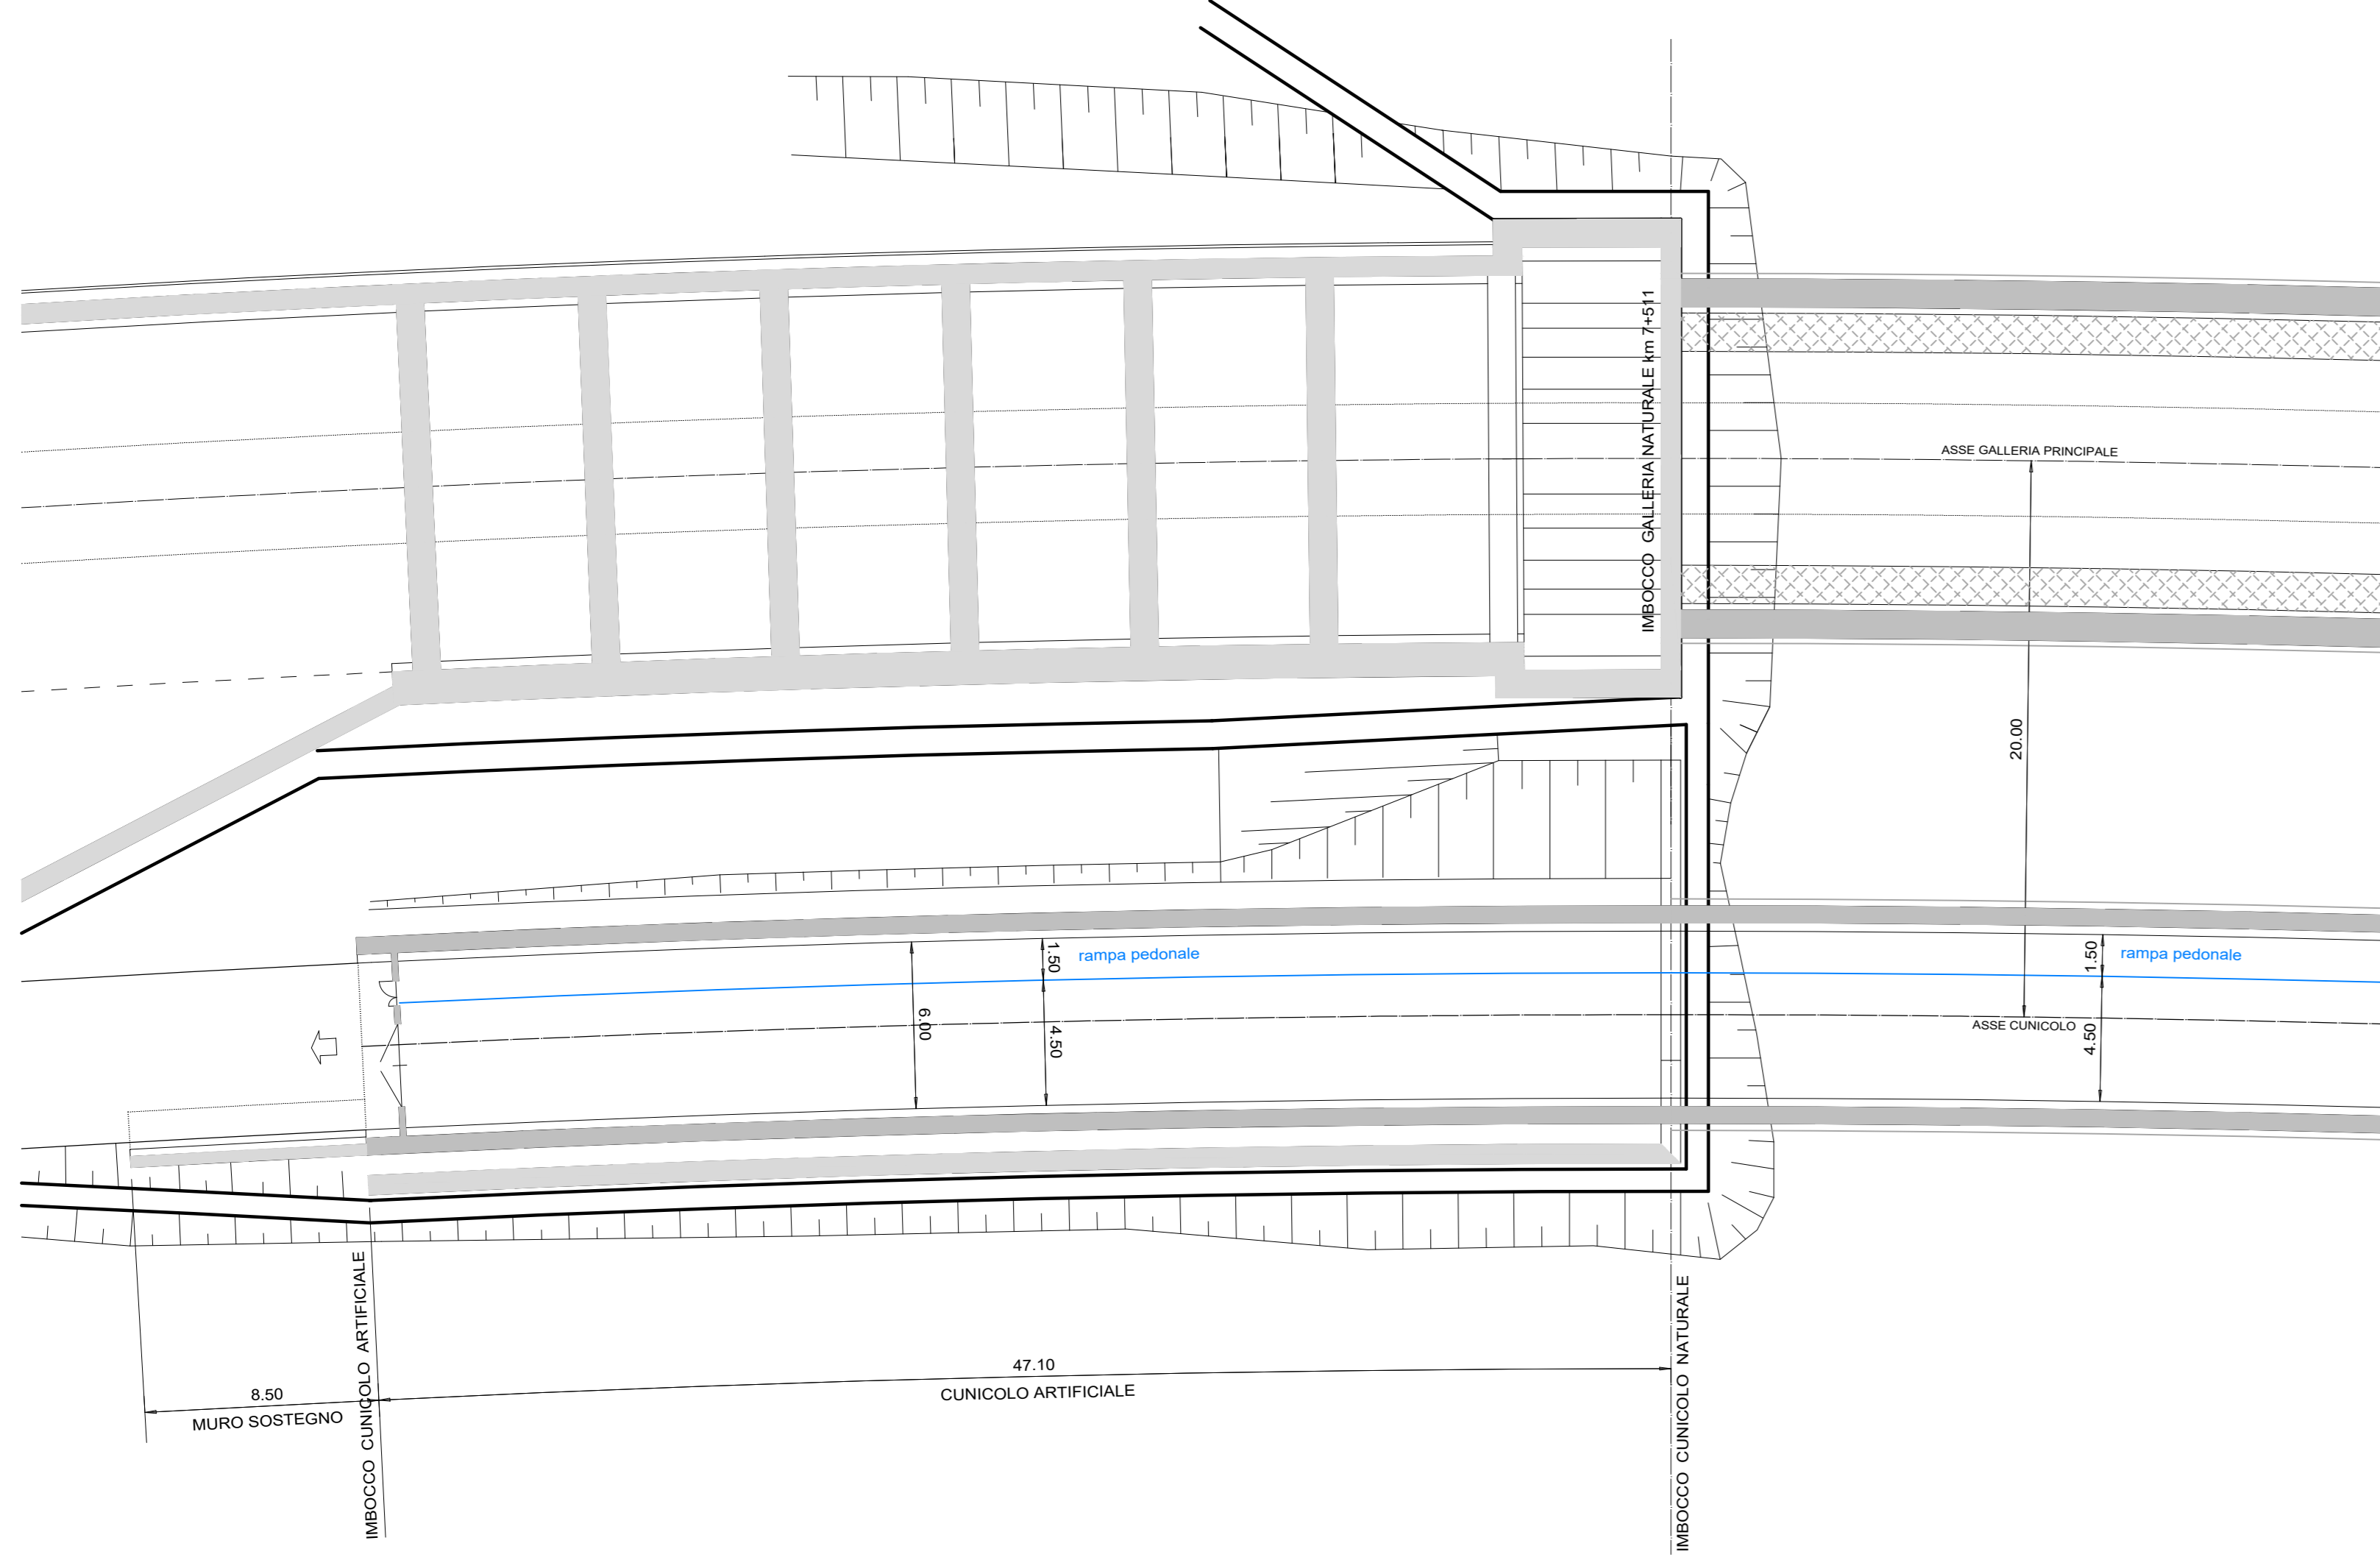 IMBOCCO GALLERIA NATURALE km 7+511
ASSE GALLERIA PRINCIPALE
20.00
1.50
rampa pedonale
1.50
rampa pedonale
6.00
4.50
ASSE CUNICOLO
4.50
IMBOCCO CUNICOLO ARTIFICIALE
IMBOCCO CUNICOLO NATURALE
47.10
CUNICOLO ARTIFICIALE
8.50
MURO SOSTEGNO